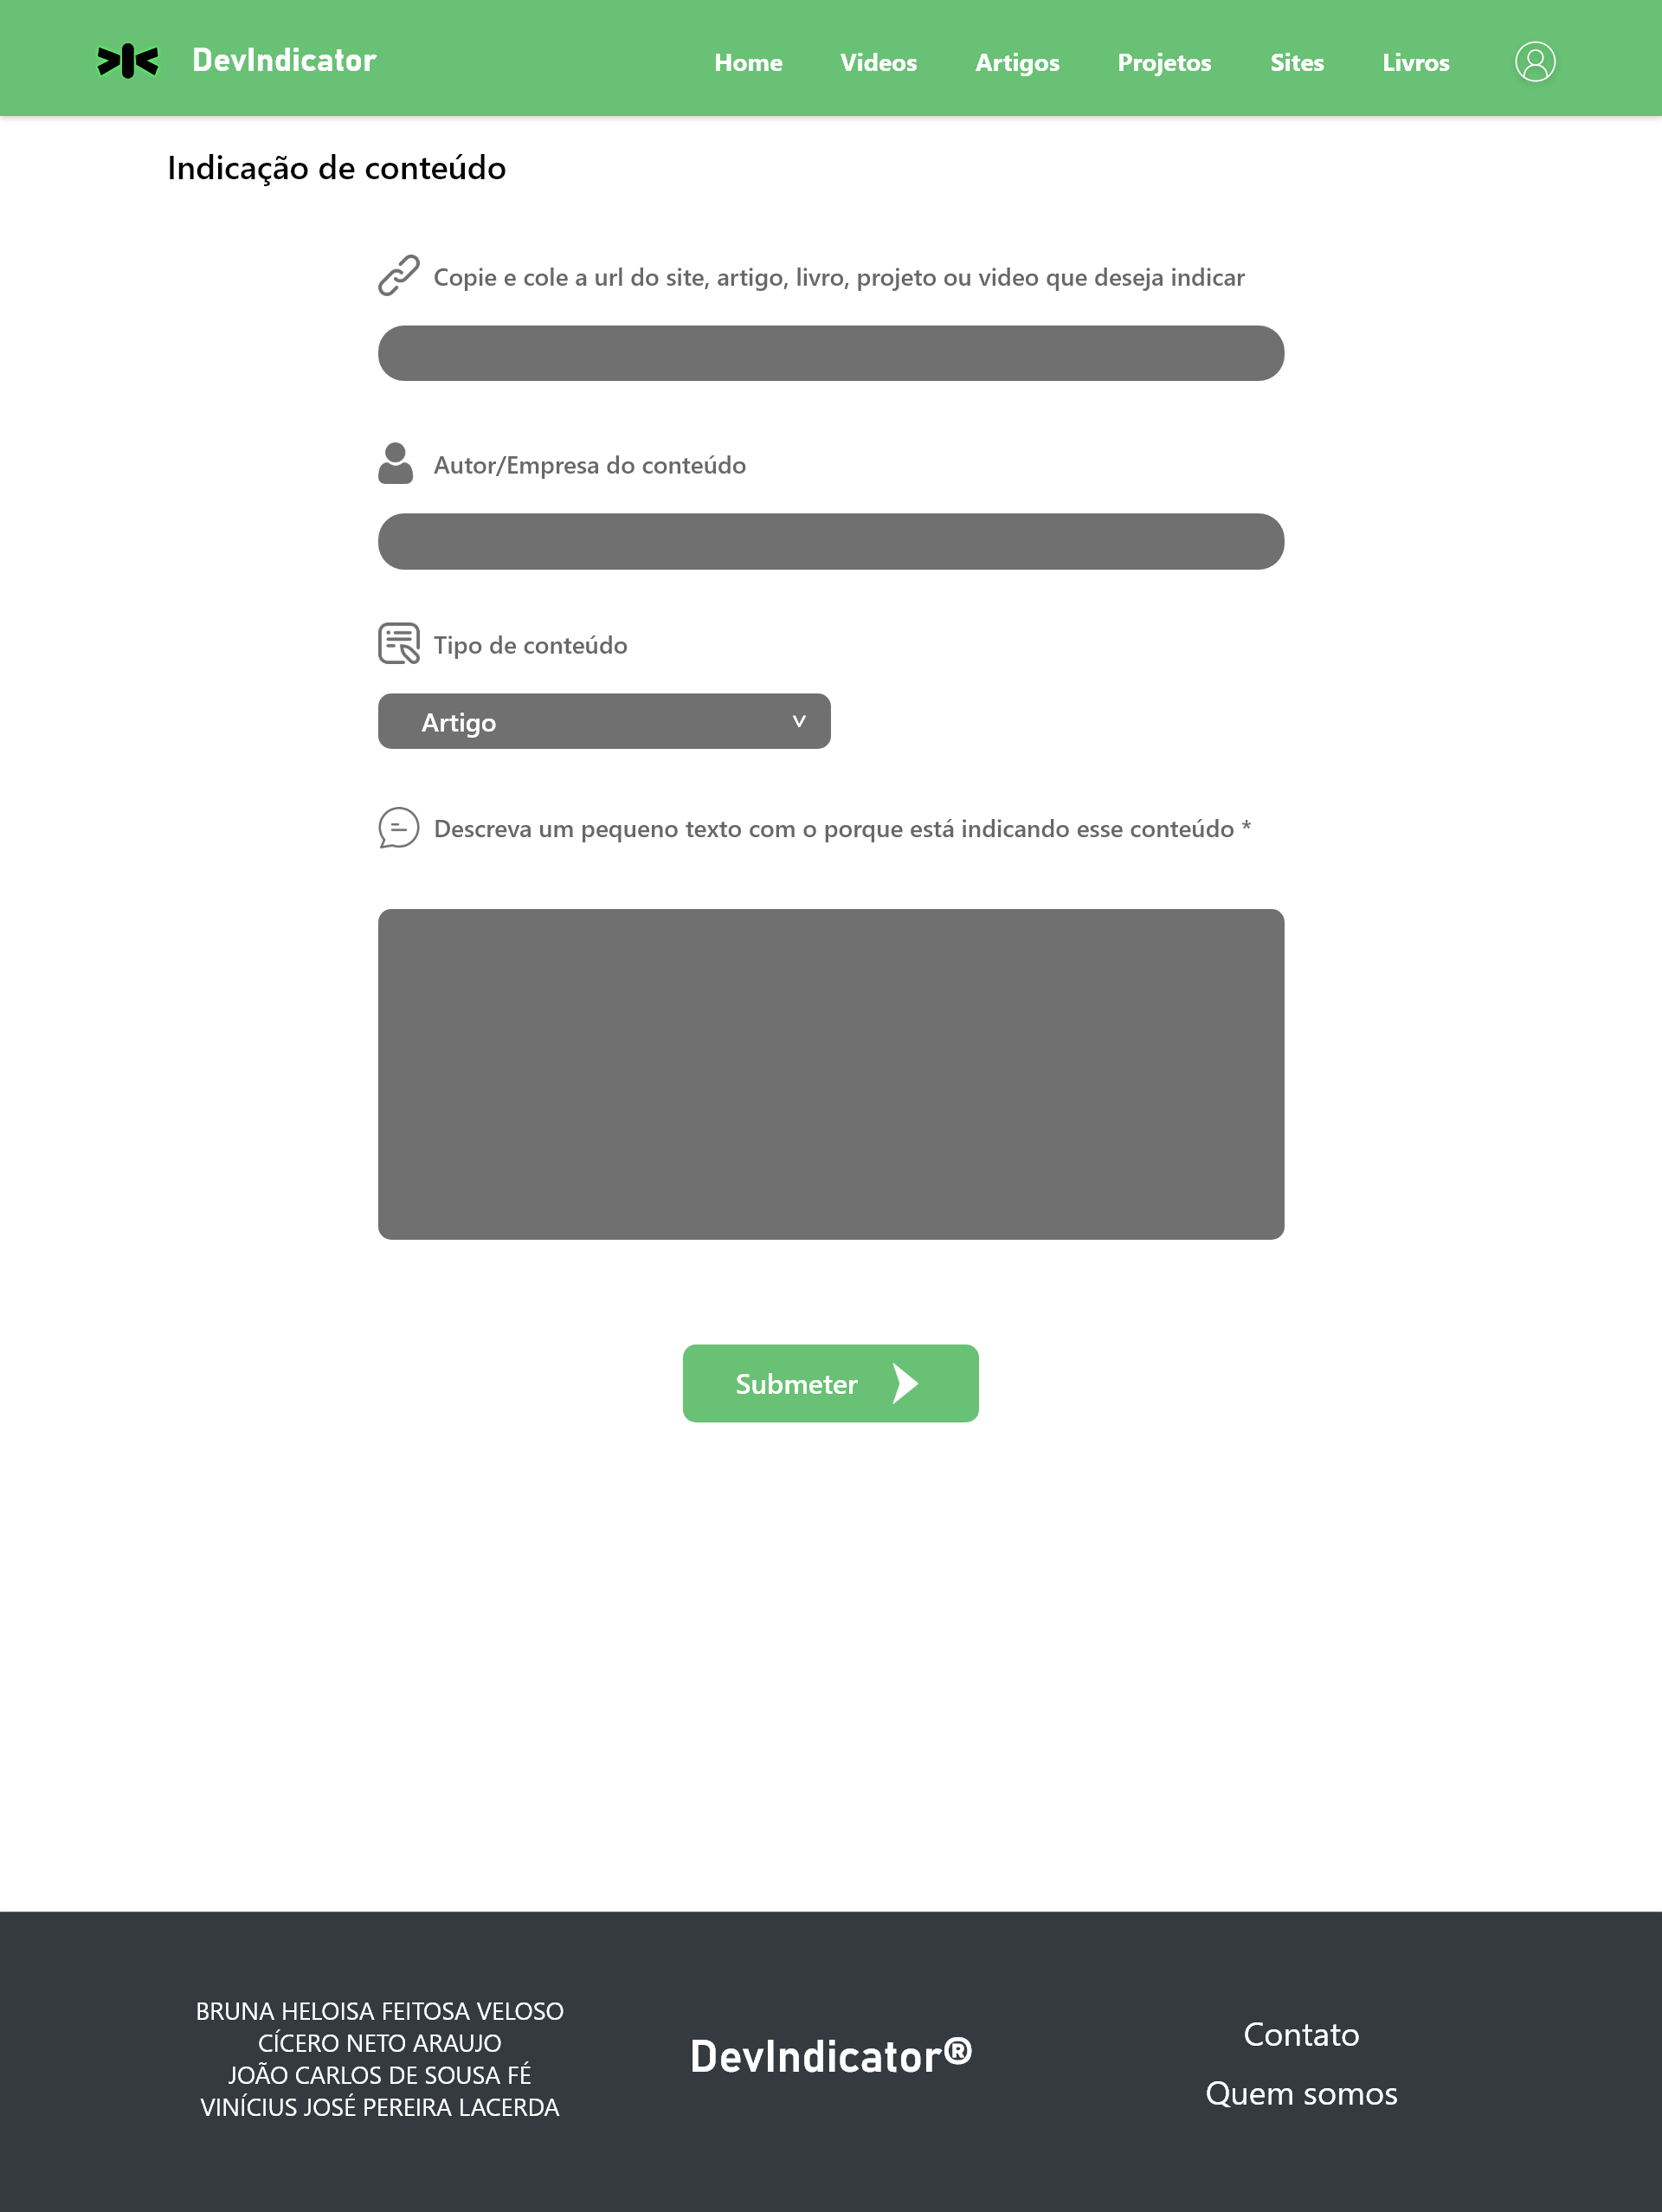 DevIndicator
Home Videos Artigos Projetos Sites Livros
Indicação de conteúdo
Copie e cole a url do site, artigo, livro, projeto ou video que deseja indicar
Autor/Empresa do conteúdo
Tipo de conteúdo
Artigo
Descreva um pequeno texto com o porque está indicando esse conteúdo *
Submeter
BRUNA HELOISA FEITOSA VELOSO
CÍCERO NETO ARAUJO
JOÃO CARLOS DE SOUSA FÉ
VINÍCIUS JOSÉ PEREIRA LACERDA
DevIndicator®
Contato
Quem somos